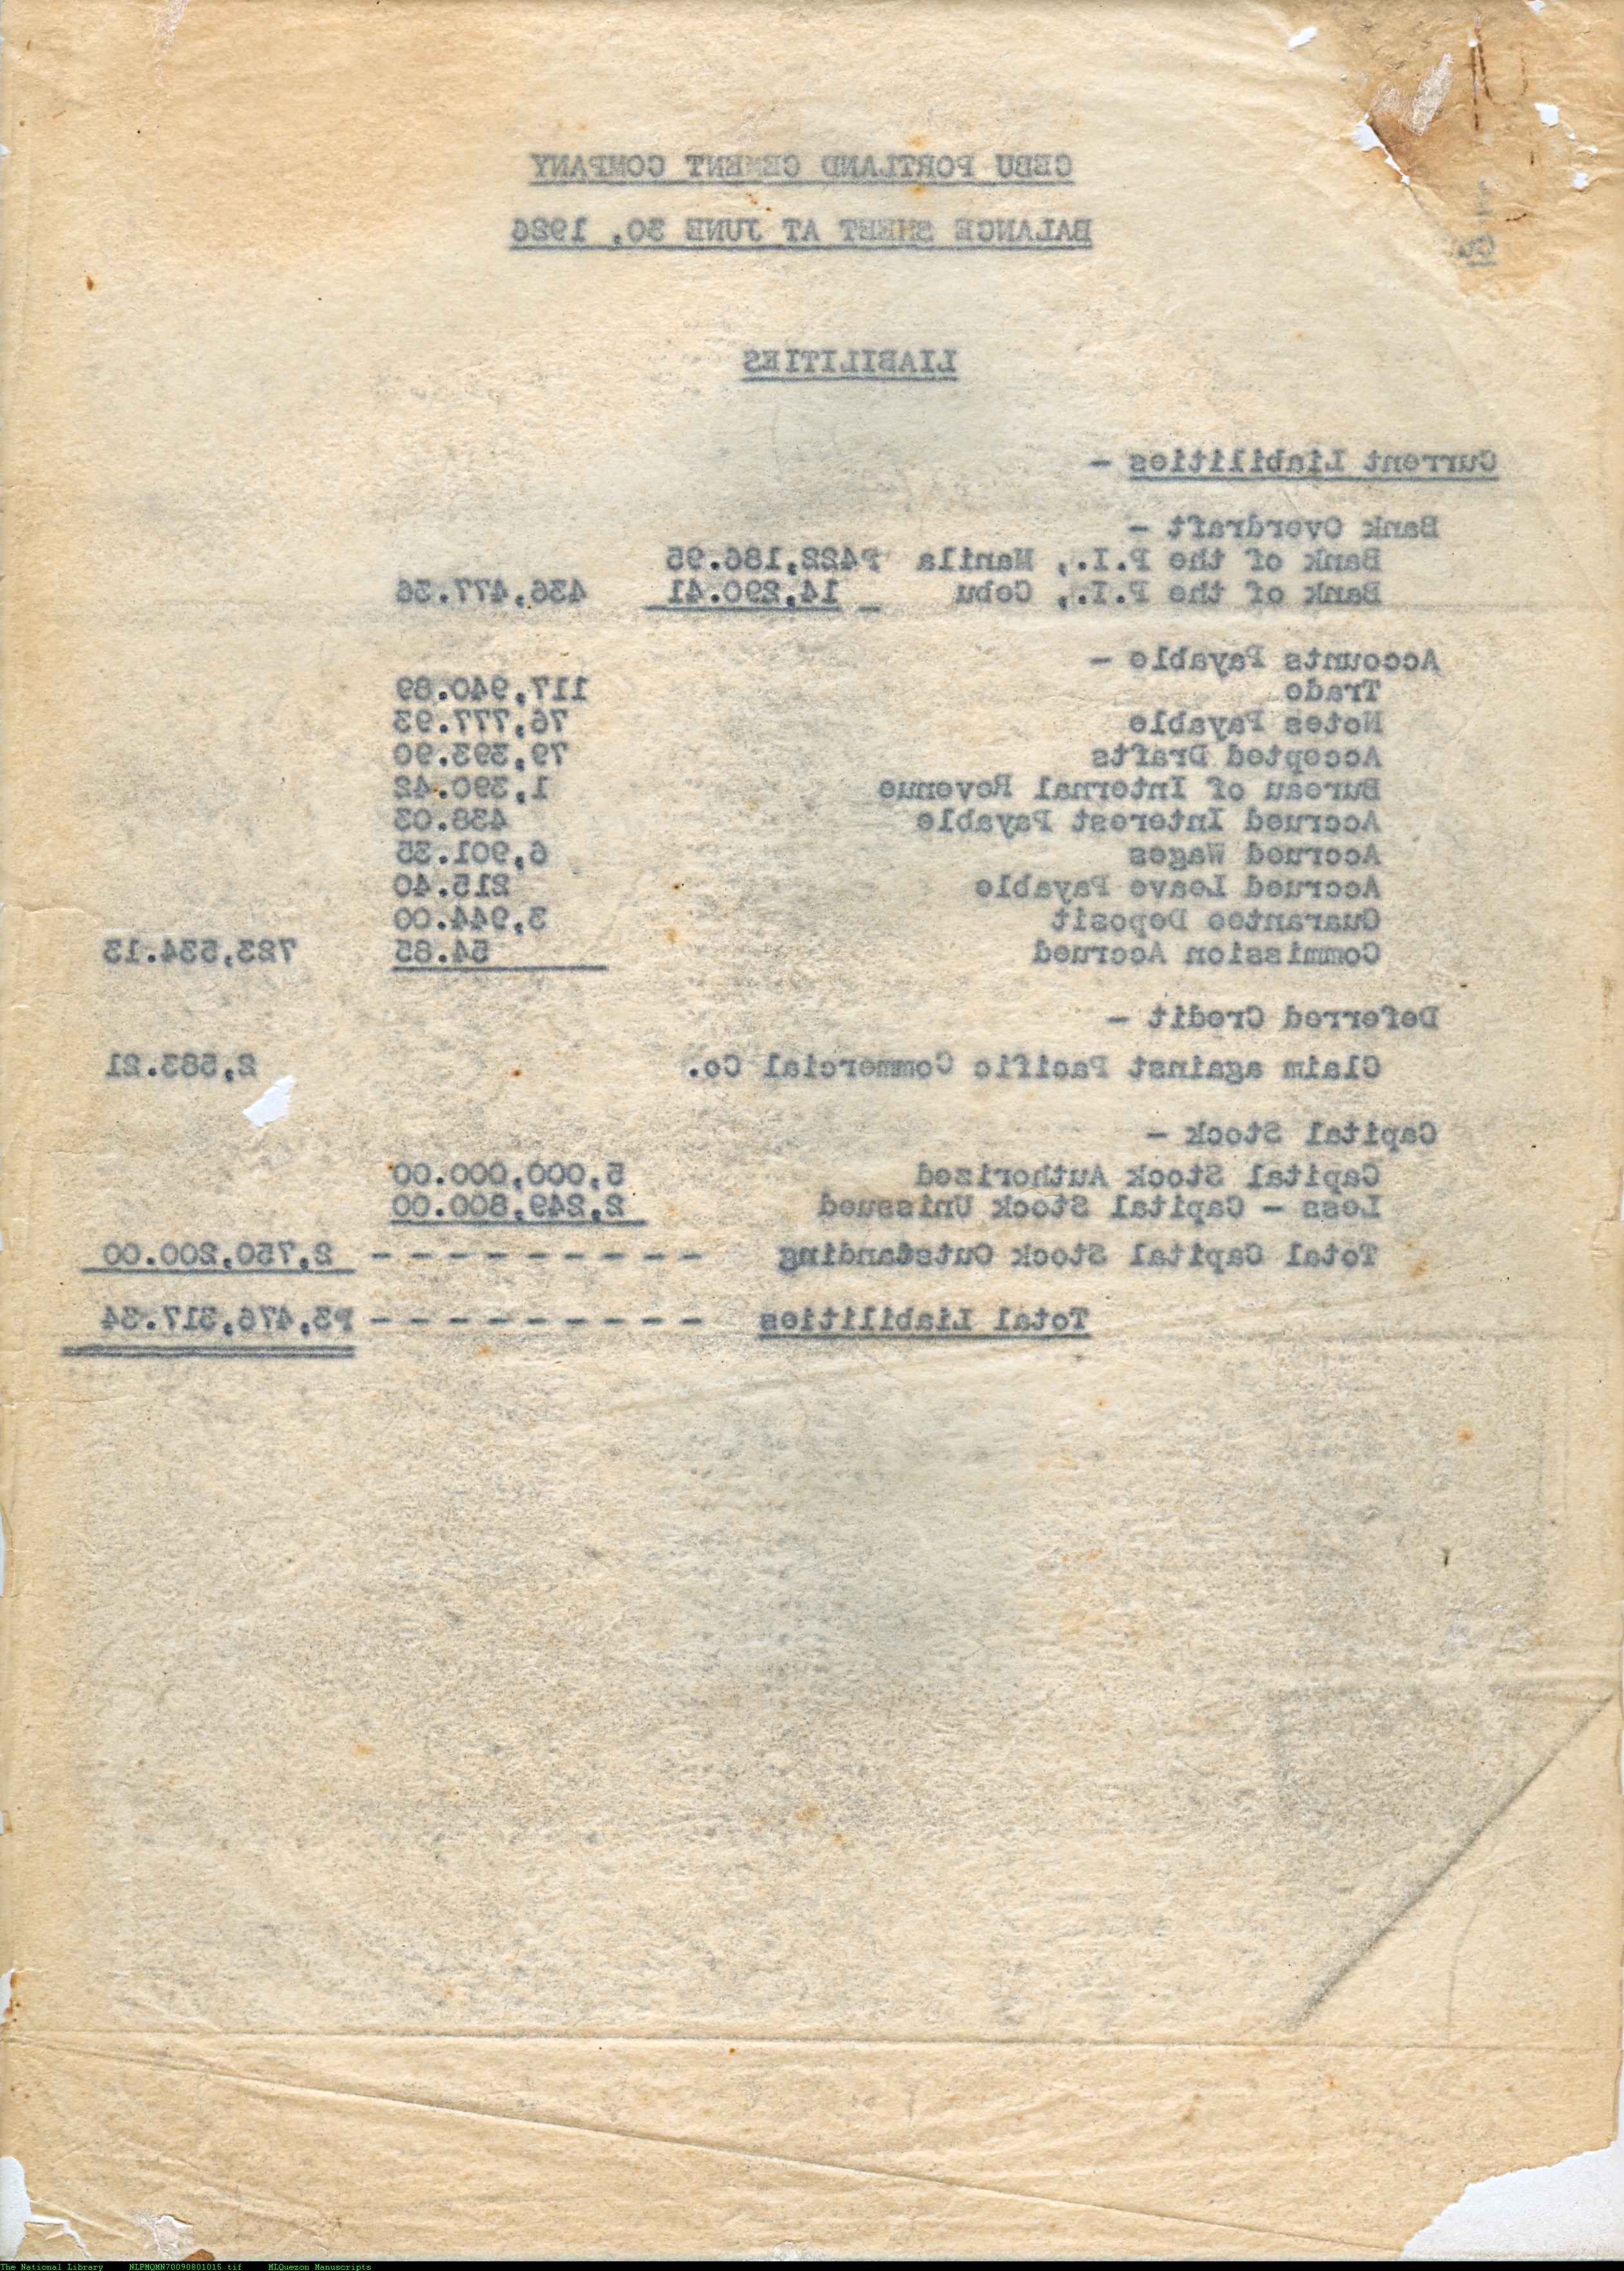 CEBU PORTLAND CEMENT COMPANY
BALANCE SHEET AT JUNE 30, 1926
LIABILITIES
Current Liabilities -
Bank Overdraft -
Bank of the P.I., Manila P422,186.95
Bank of the P.I., Cebu 14,290.41 436,477.36
Accounts Payable -
Trade 117,940.89
Notes Payable 76,777.93
Accepted Drafts 79,393.90
Bureau of Internal Revenue 1,390.42
Accrued Interest Payable 438.03
Accrued Wages 6,901.35
Accrued Leave Payable 215.40
Guarantee Deposit 3,944.00
Commission Accrued 54.85 723,534.13
Deferred Credit -
Claim against Pacific Commercial Co. 2,583.21
Capital Stock -
Capital Stock Authorized 5,000,000.00
Less - Capital Stock Unissued 2,249,800.00
Total Capital Stock Outstanding - - - - - - - - - - 2,750,200.00
Total Liabilities - - - - - - - - - - P3,476,317.34
The National Library NLPMQMN70090801015 tif MLQuezon Manuscripts